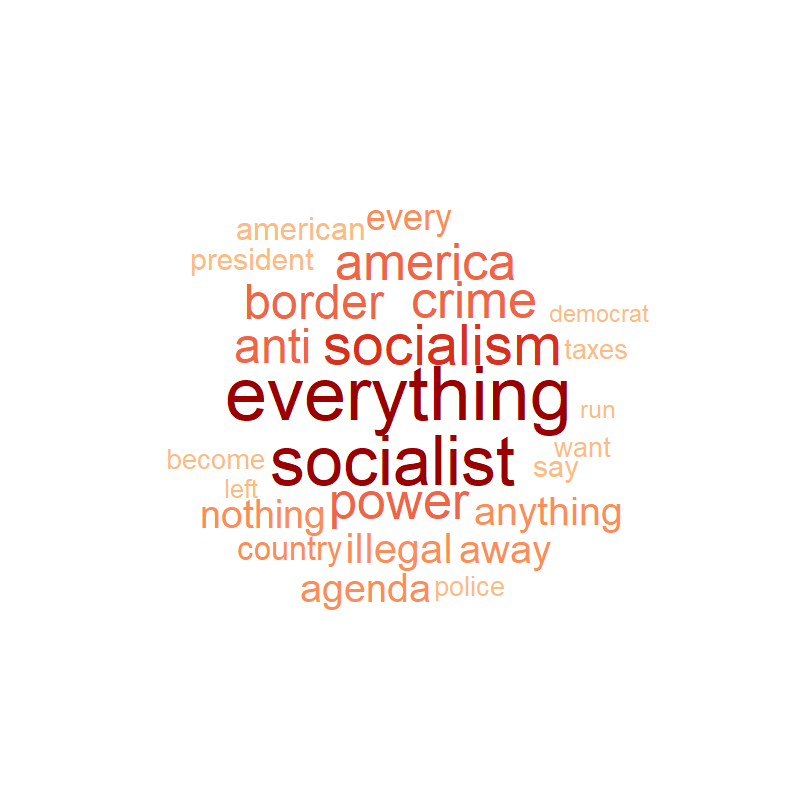 every
american
president
america
border crime
democrat
anti socialism taxes
everything
run
socialist
want
become
say
left
nothing power anything
country illegal away
agenda police